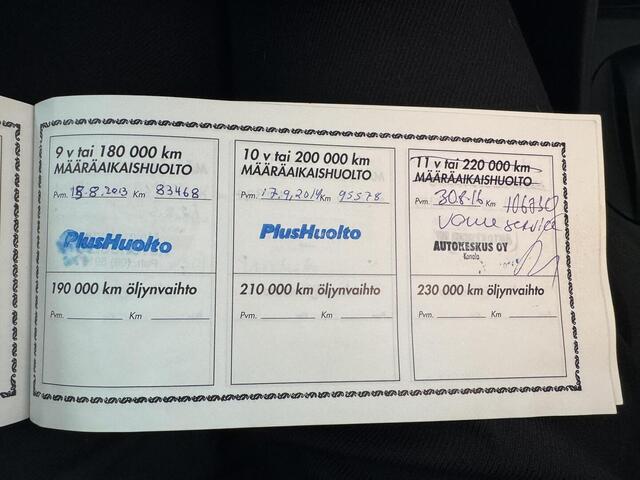 9 v tai 180 000 km
MÄÄRÄAIKAISHUOLTO
Pvm. 18.8.2013 Km 83468
PlusHuolto
190 000 km öljynvaihto
Pvm. Km
10 v tai 200 000 km
MÄÄRÄAIKAISHUOLTO
Pvm. 17.9.2014 Km 95578
PlusHuolto
210 000 km öljynvaihto
Pvm. Km
11 v tai 220 000 km
MÄÄRÄAIKAISHUOLTO
Pvm. 30.8.16 Km
service
AUTOKESKUS OY
Konala
230 000 km öljynvaihto
Pvm. Km